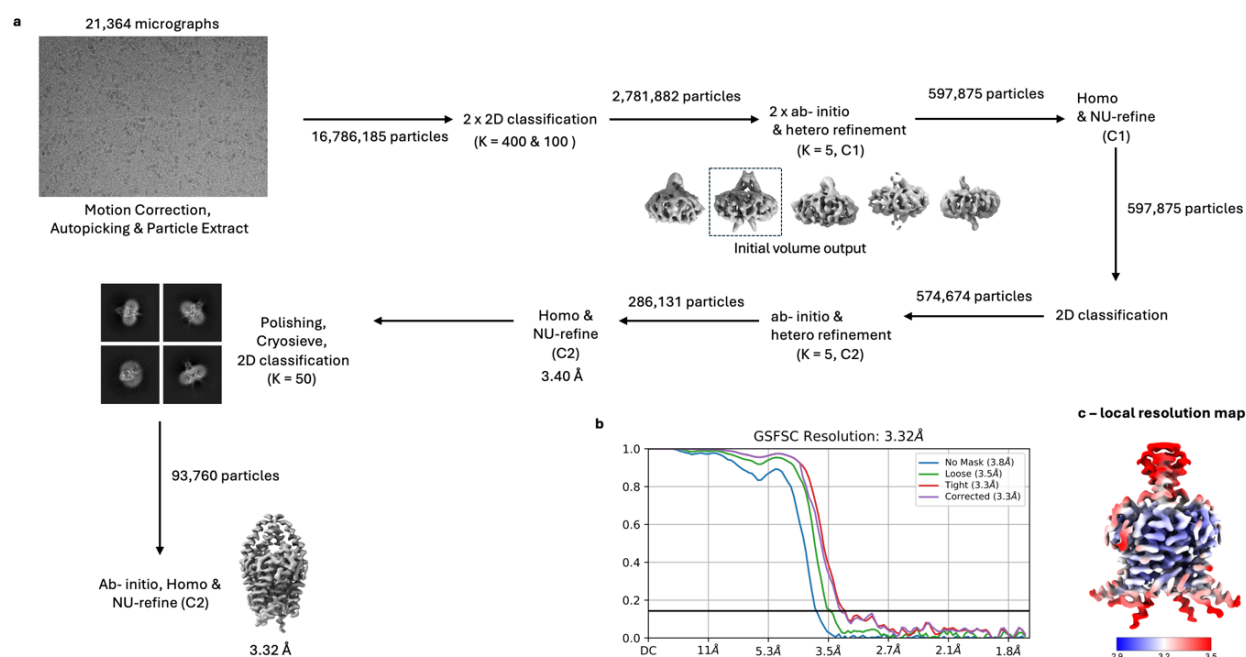 a
21,364 micrographs
Motion Correction,
Autopicking & Particle Extract
16,786,185 particles
2 x 2D classification
(K = 400 & 100 )
2,781,882 particles
2 x ab- initio
& hetero refinement
(K = 5, C1)
Initial volume output
597,875 particles
Homo
& NU-refine
(C1)
597,875 particles
2D classification
574,674 particles
ab- initio &
hetero refinement
(K = 5, C2)
286,131 particles
Homo &
NU-refine
(C2)
3.40 Å
Polishing,
Cryosieve,
2D classification
(K = 50)
93,760 particles
Ab- initio, Homo &
NU-refine (C2)
3.32 Å
b
GSFSC Resolution: 3.32Å
No Mask (3.8Å)
Loose (3.5Å)
Tight (3.3Å)
Corrected (3.3Å)
1.0
0.8
0.6
0.4
0.2
0.0
DC 11Å 5.3Å 3.5Å 2.7Å 2.1Å 1.8Å
c – local resolution map